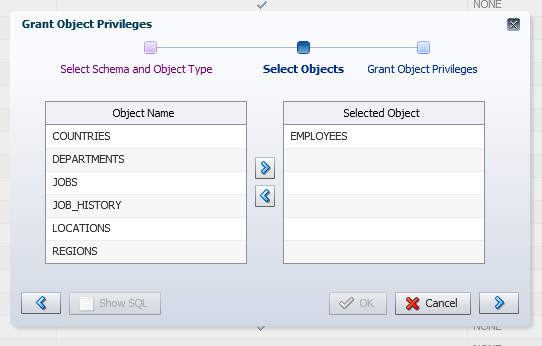 NONE
Grant Object Privileges
Select Schema and Object Type
Select Objects
Grant Object Privileges
Object Name
Selected Object
COUNTRIES
EMPLOYEES
DEPARTMENTS
JOBS
JOB_HISTORY
LOCATIONS
REGIONS
Show SQL
OK
Cancel
NONE